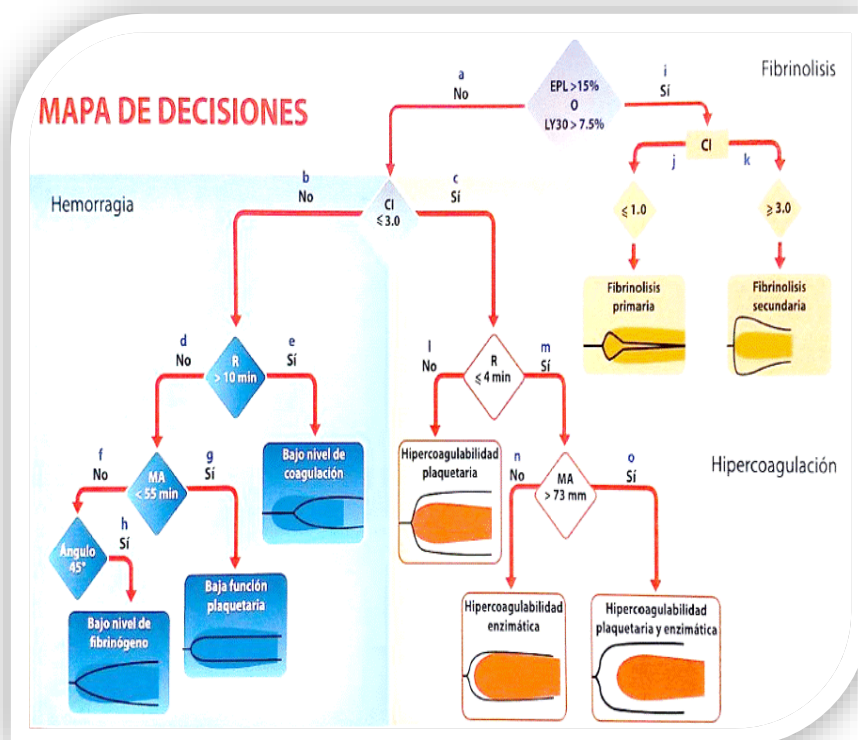 MAPA DE DECISIONES
Fibrinolisis
a
No
EPL >15%
O
LY30 > 7.5%
i
Sí
CI
j
k
≤ 1.0
≥ 3.0
Fibrinolisis
primaria
Fibrinolisis
secundaria
Hemorragia
b
No
CI
≤ 3.0
c
Sí
d
No
R
> 10 min
e
Sí
l
No
R
≤ 4 min
m
Sí
f
No
MA
< 55 min
g
Sí
Bajo nivel de
coagulación
Hipercoagulabilidad
plaquetaria
n
No
MA
> 73 mm
o
Sí
Hipercoagulación
Ángulo
45°
h
Sí
Bajo nivel de
fibrinógeno
Baja función
plaquetaria
Hipercoagulabilidad
enzimática
Hipercoagulabilidad
plaquetaria y enzimática